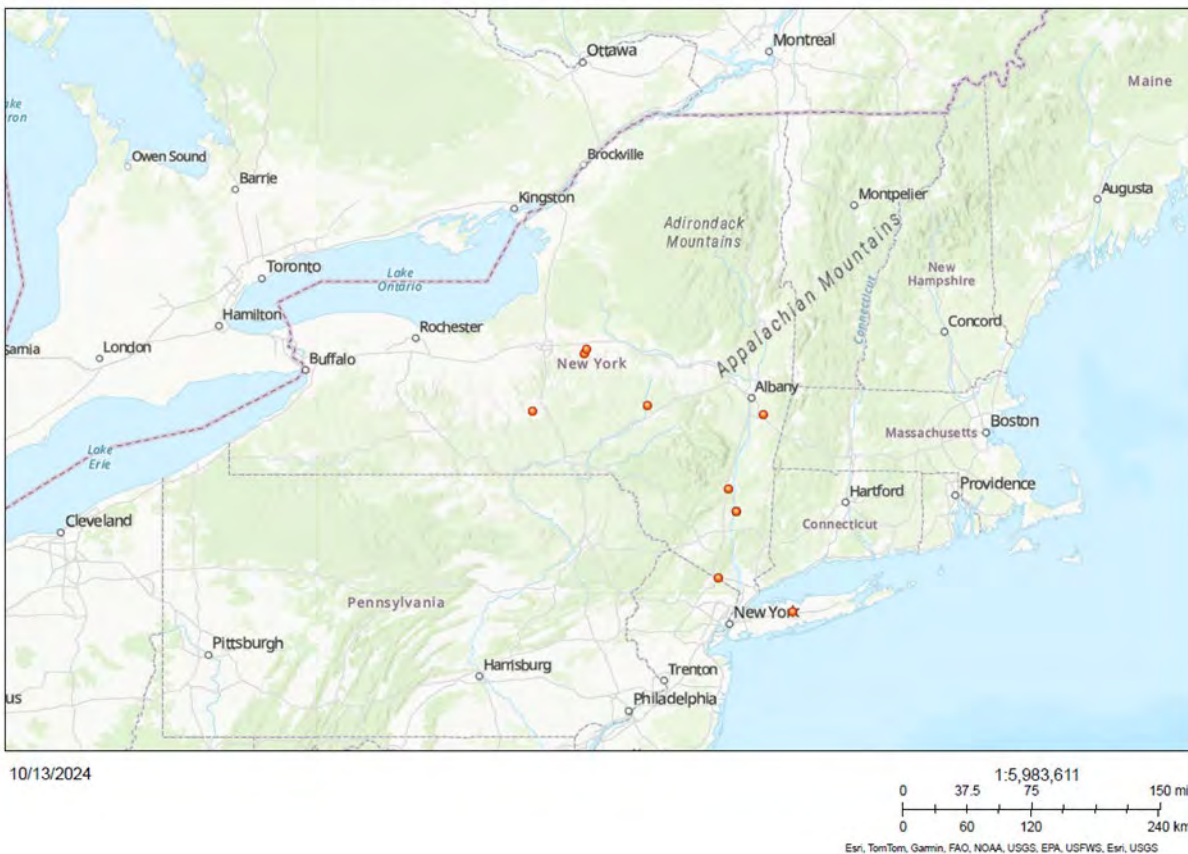 Ottawa
Montreal
Maine
Owen Sound
Brockville
Barrie
Kingston
Montpelier
Augusta
Adirondack
Mountains
Toronto
Lake
Ontario
New
Hampshire
Connecticut
Appalachian Mountains
Hamilton
Rochester
Concord
London
Buffalo
New York
Albany
Boston
Massachusetts
Lake
Erie
Providence
Hartford
Cleveland
Connecticut
Pennsylvania
New York
Pittsburgh
Harrisburg
Trenton
Philadelphia
10/13/2024
1:5,983,611
0 37.5 75 150 mi
0 60 120 240 km
Esri, TomTom, Garmin, FAO, NOAA, USGS, EPA, USFWS, Esri, USGS